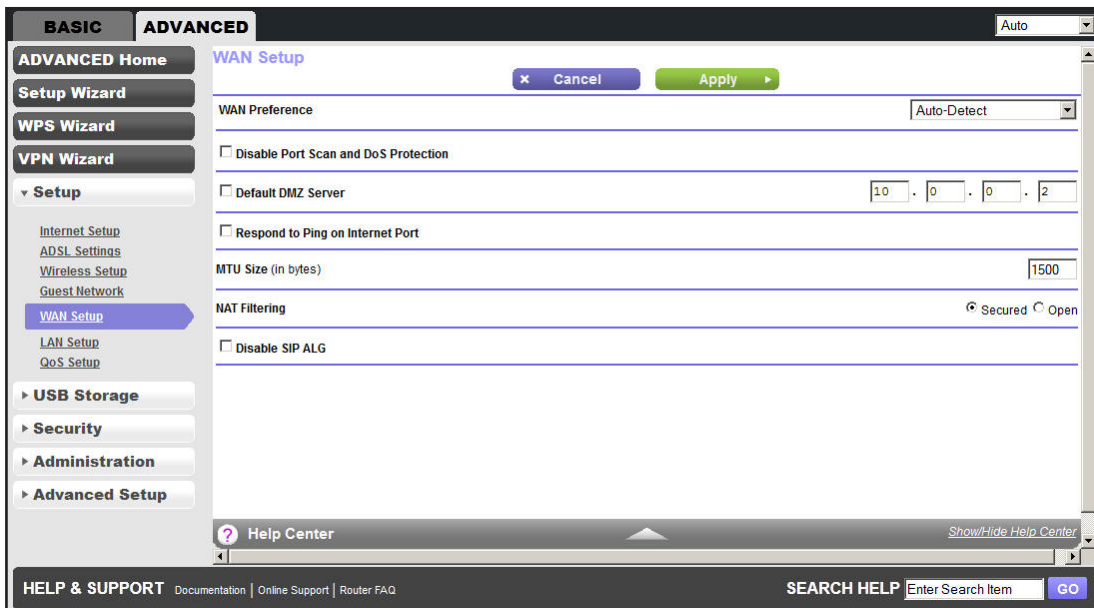 BASIC ADVANCED Auto
ADVANCED Home
Setup Wizard
WPS Wizard
VPN Wizard
Setup
Internet Setup
ADSL Settings
Wireless Setup
Guest Network
WAN Setup
LAN Setup
QoS Setup
USB Storage
Security
Administration
Advanced Setup
WAN Setup
Cancel Apply
WAN Preference Auto-Detect
Disable Port Scan and DoS Protection
Default DMZ Server 10 . 0 . 0 . 2
Respond to Ping on Internet Port
MTU Size (in bytes) 1500
NAT Filtering Secured Open
Disable SIP ALG
? Help Center Show/Hide Help Center
HELP & SUPPORT Documentation | Online Support | Router FAQ SEARCH HELP Enter Search Item GO